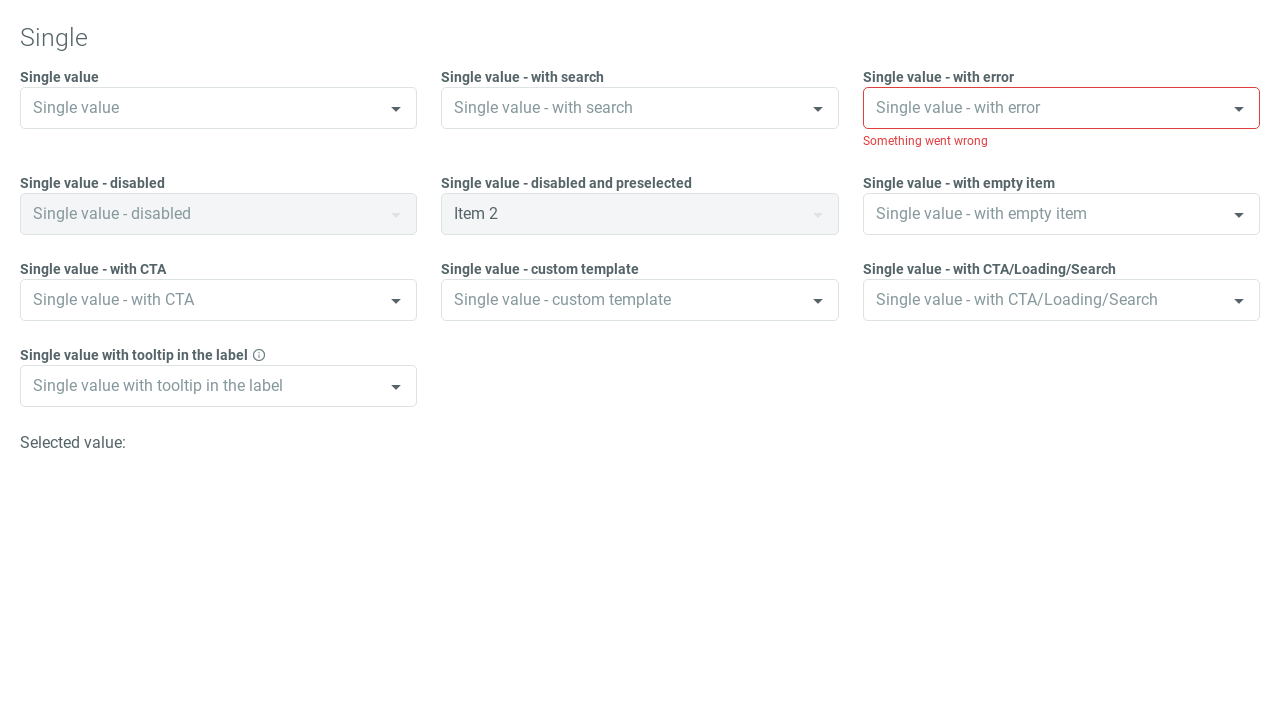 Single
Single value
Single value
Single value - with search
Single value - with search
Single value - with error
Single value - with error
Something went wrong
Single value - disabled
Single value - disabled
Single value - disabled and preselected
Item 2
Single value - with empty item
Single value - with empty item
Single value - with CTA
Single value - with CTA
Single value - custom template
Single value - custom template
Single value - with CTA/Loading/Search
Single value - with CTA/Loading/Search
Single value with tooltip in the label
Single value with tooltip in the label
Selected value: